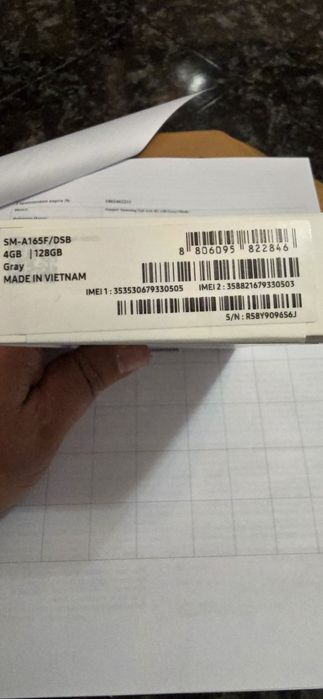 SM-A165F/DSB
4GB | 128GB
Gray
MADE IN VIETNAM
8 806095 822846
IMEI 1 : 353530679330505 IMEI 2 : 358821679330503
S/N : R58Y9096S6J